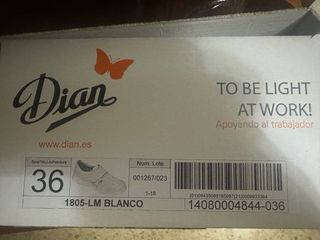 Dian
www.dian.es
TO BE LIGHT
AT WORK!
Apoyando al trabajador
36
Num. Lote:
001267/023
1-18
1805-LM BLANCO
14080004844-036